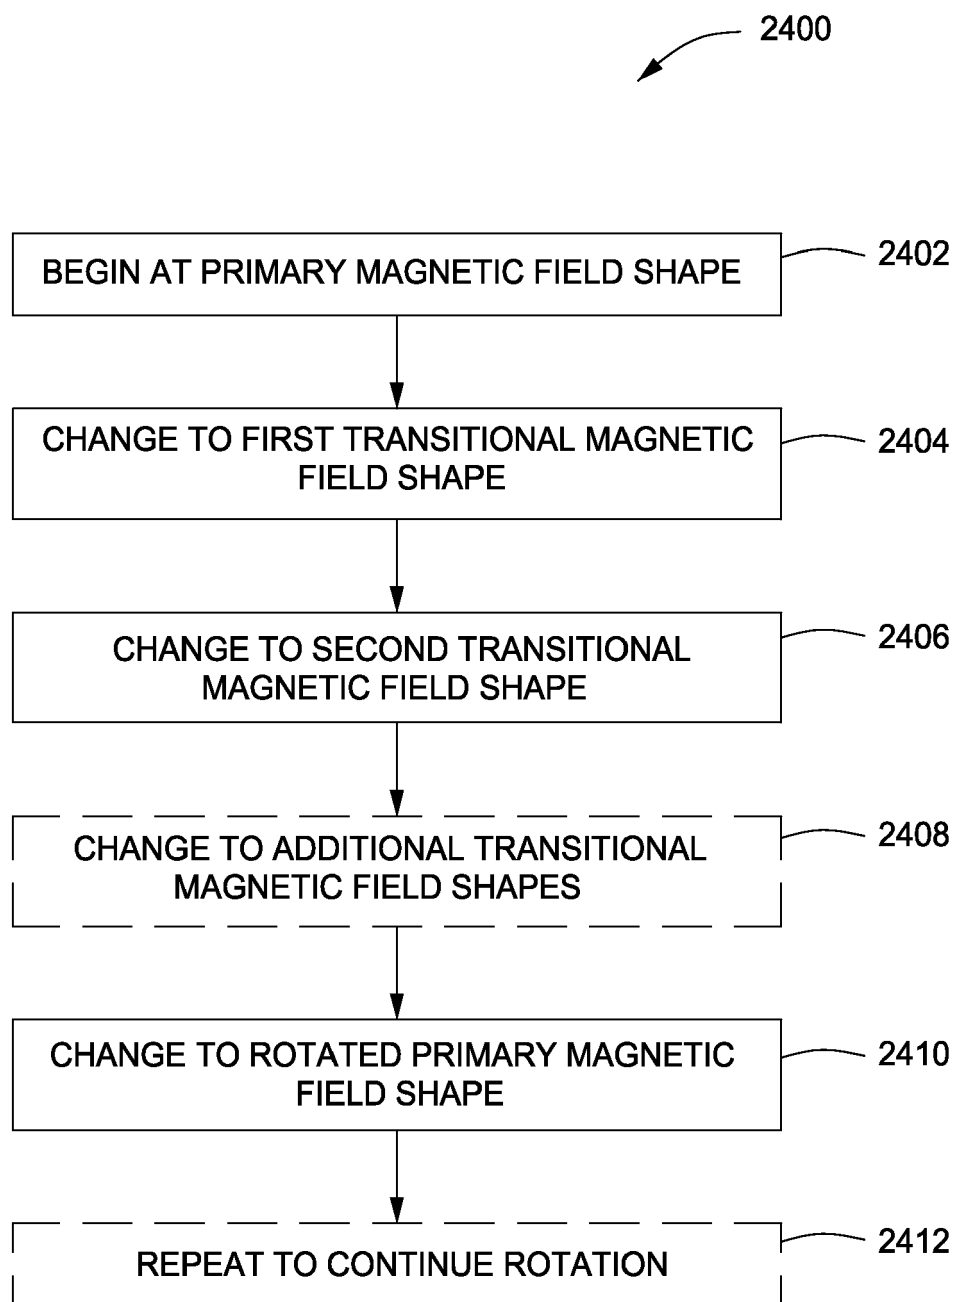 2400
BEGIN AT PRIMARY MAGNETIC FIELD SHAPE
2402
CHANGE TO FIRST TRANSITIONAL MAGNETIC
FIELD SHAPE
2404
CHANGE TO SECOND TRANSITIONAL
MAGNETIC FIELD SHAPE
2406
CHANGE TO ADDITIONAL TRANSITIONAL
MAGNETIC FIELD SHAPES
2408
CHANGE TO ROTATED PRIMARY MAGNETIC
FIELD SHAPE
2410
REPEAT TO CONTINUE ROTATION
2412